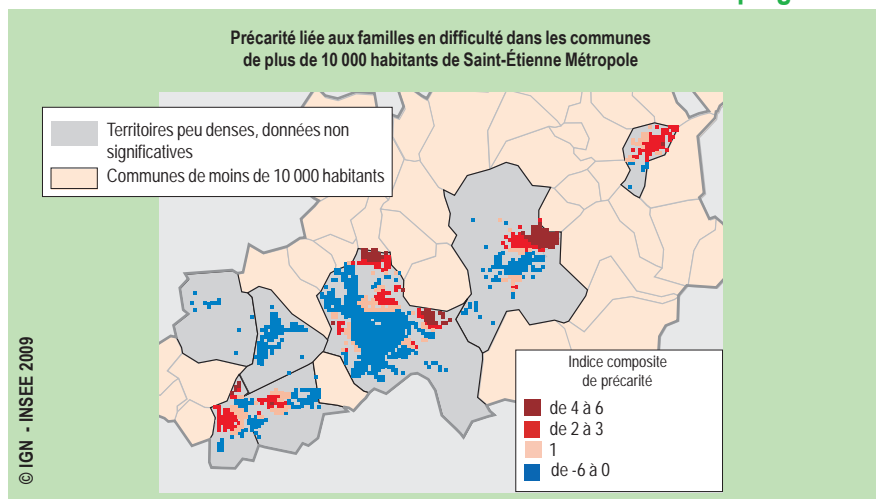 Précarité liée aux familles en difficulté dans les communes
de plus de 10 000 habitants de Saint-Étienne Métropole
Territoires peu denses, données non
significatives
Communes de moins de 10 000 habitants
Indice composite
de précarité
de 4 à 6
de 2 à 3
1
de -6 à 0
© IGN - INSEE 2009